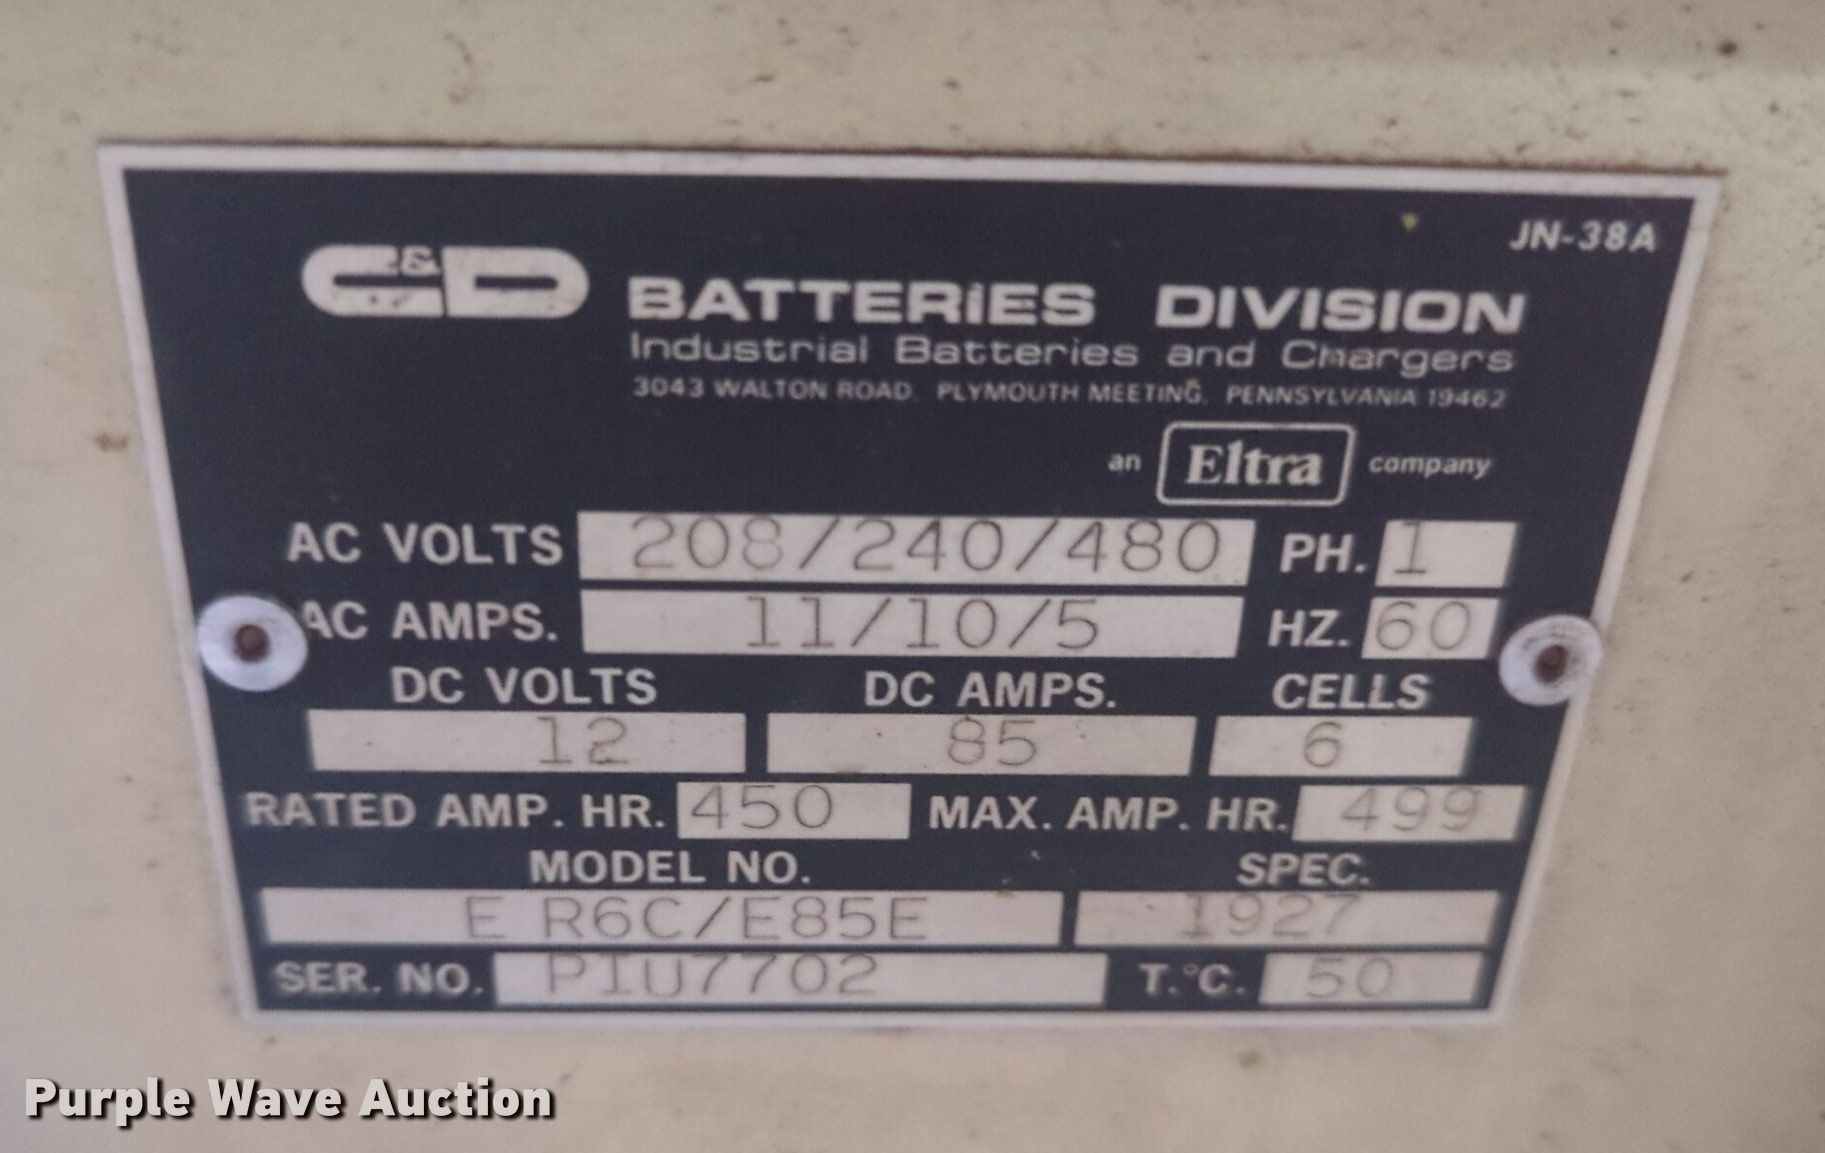 JN-38A
C&D BATTERIES DIVISION
Industrial Batteries and Chargers
3043 WALTON ROAD, PLYMOUTH MEETING, PENNSYLVANIA 19462
an Eltra company
AC VOLTS 208/240/480 PH. 1
AC AMPS. 11/10/5 HZ. 60
DC VOLTS DC AMPS. CELLS
12 85 6
RATED AMP. HR. 450 MAX. AMP. HR. 499
MODEL NO. SPEC.
E R6C/E85E 1927
SER. NO. PIU7702 T.°C. 50
Purple Wave Auction